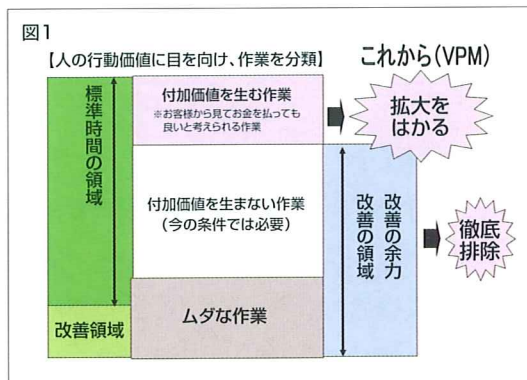 図1
【人の行動価値に目を向け、作業を分類】
これから(VPM)
標準時間の領域
改善領域
付加価値を生む作業
※お客様から見てお金を払っても
良いと考えられる作業
付加価値を生まない作業
(今の条件では必要)
ムダな作業
改善の余力
改善の領域
拡大を
はかる
徹底
排除